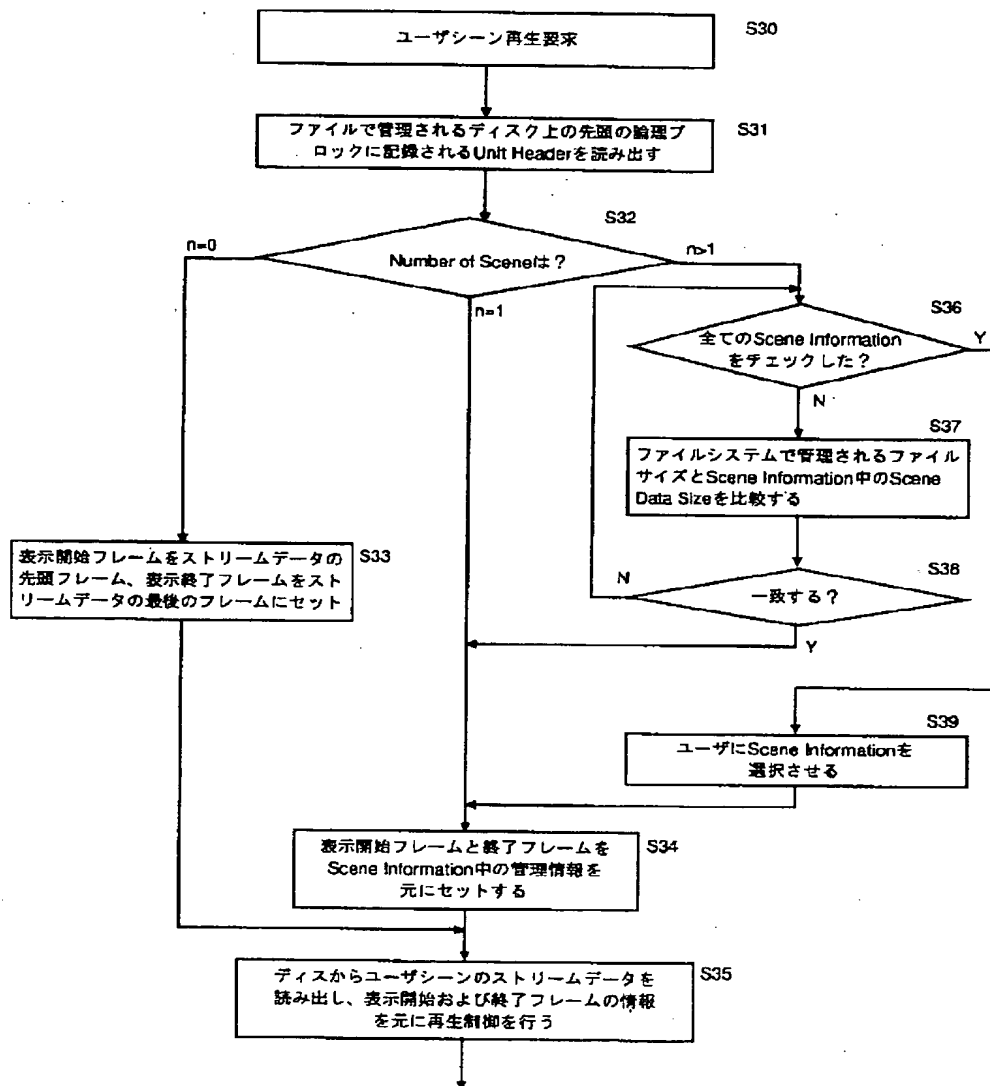 ユーザシーン再生要求
S30
ファイルで管理されるディスク上の先頭の論理ブ
ロックに記録されるUnit Headerを読み出す
S31
S32
n=0
Number of Sceneは？
n>1
n=1
S36
全てのScene Information
をチェックした？
Y
N
S37
ファイルシステムで管理されるファイル
サイズとScene Information中のScene
Data Sizeを比較する
S33
表示開始フレームをストリームデータの
先頭フレーム、表示終了フレームをスト
リームデータの最後のフレームにセット
S38
N
一致する？
Y
S39
ユーザにScene Informationを
選択させる
表示開始フレームと終了フレームを
Scene Information中の管理情報を
元にセットする
S34
ディスからユーザシーンのストリームデータを
読み出し、表示開始および終了フレームの情報
を元に再生制御を行う
S35